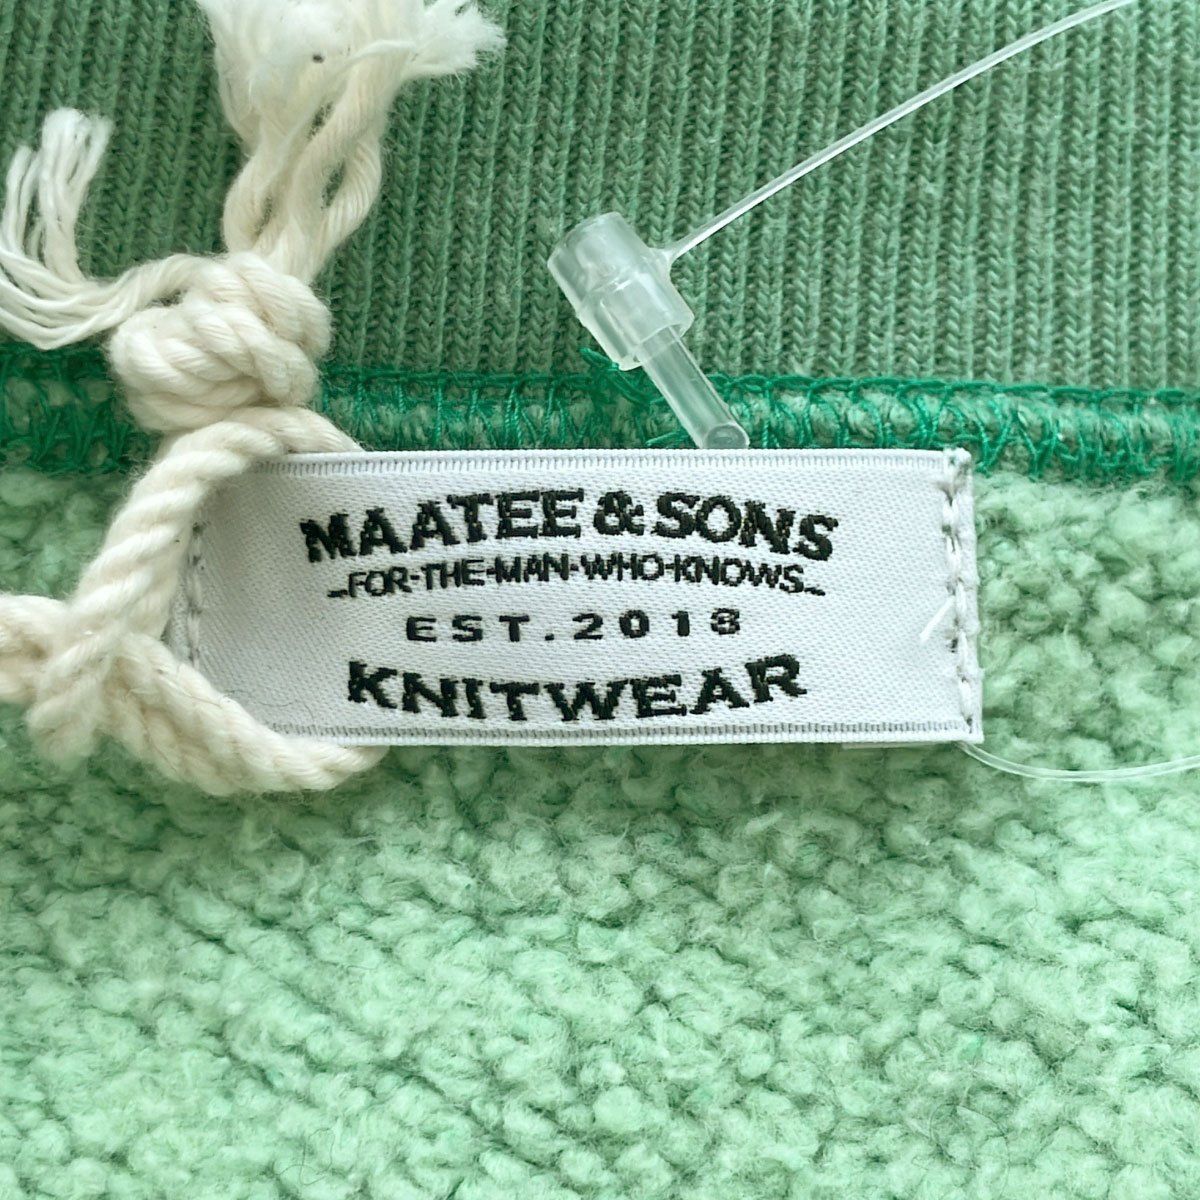 MAATEE & SONS
-FOR-THE-MAN-WHO-KNOWS-
EST.2018
KNITWEAR